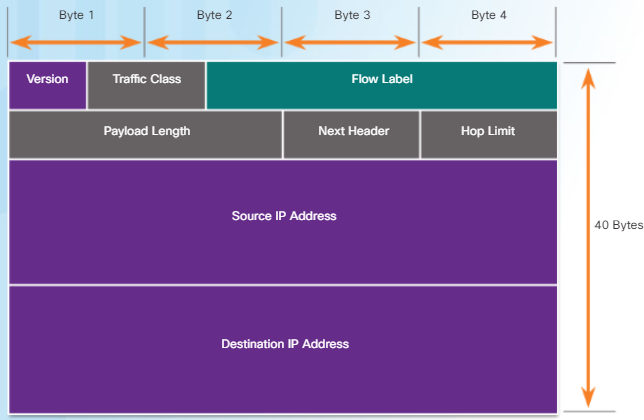 Byte 1 Byte 2 Byte 3 Byte 4
Version Traffic Class Flow Label
Payload Length Next Header Hop Limit
Source IP Address
40 Bytes
Destination IP Address